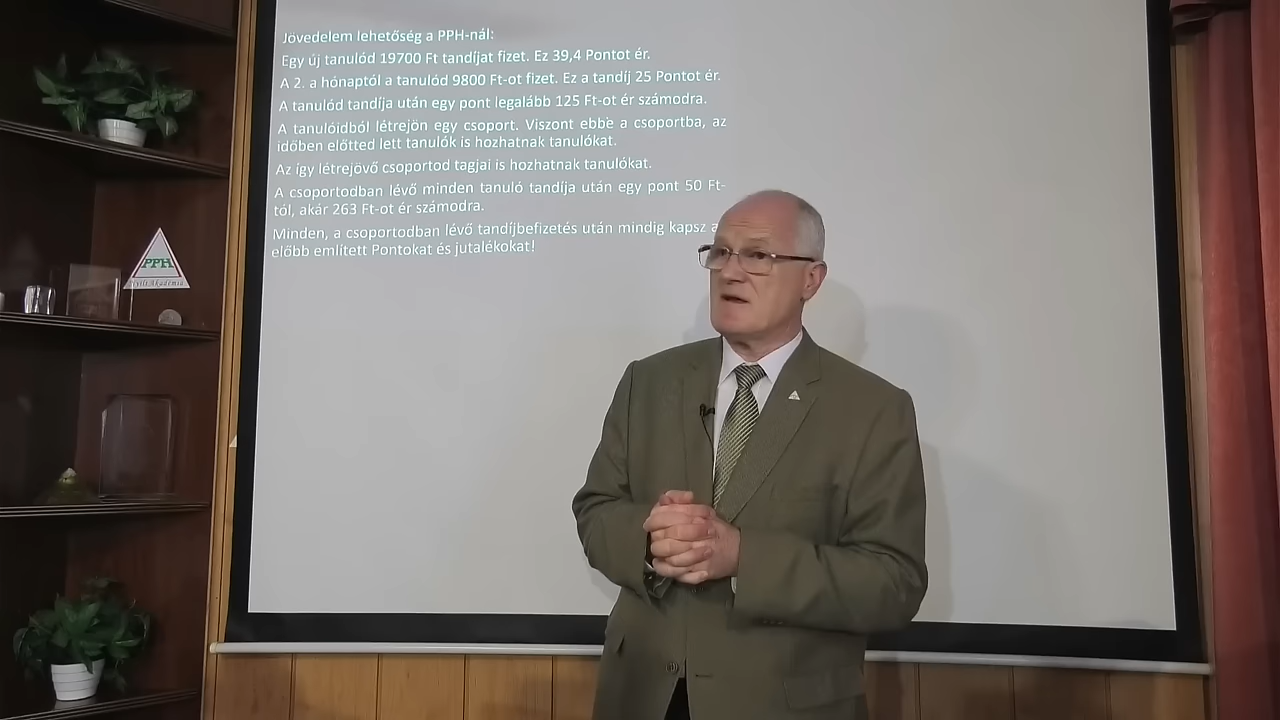 Jövedelem lehetőség a PPH-nál:
Egy új tanulód 19700 Ft tandíjat fizet. Ez 39,4 Pontot ér.
A 2. a hónaptól a tanulód 9800 Ft-ot fizet. Ez a tandíj 25 Pontot ér.
A tanulód tandíja után egy pont legalább 125 Ft-ot ér számodra.
A tanulóidból létrejön egy csoport. Viszont ebbe a csoportba, az
időben előtted lett tanulók is hozhatnak tanulókat.
Az így létrejövő csoportod tagjai is hozhatnak tanulókat.
A csoportodban lévő minden tanuló tandíja után egy pont 50 Ft-
tól, akár 263 Ft-ot ér számodra.
Minden, a csoportodban lévő tandíjbefizetés után mindig kapsz
előbb említett Pontokat és jutalékokat!
PPH
NyíltAkadémia